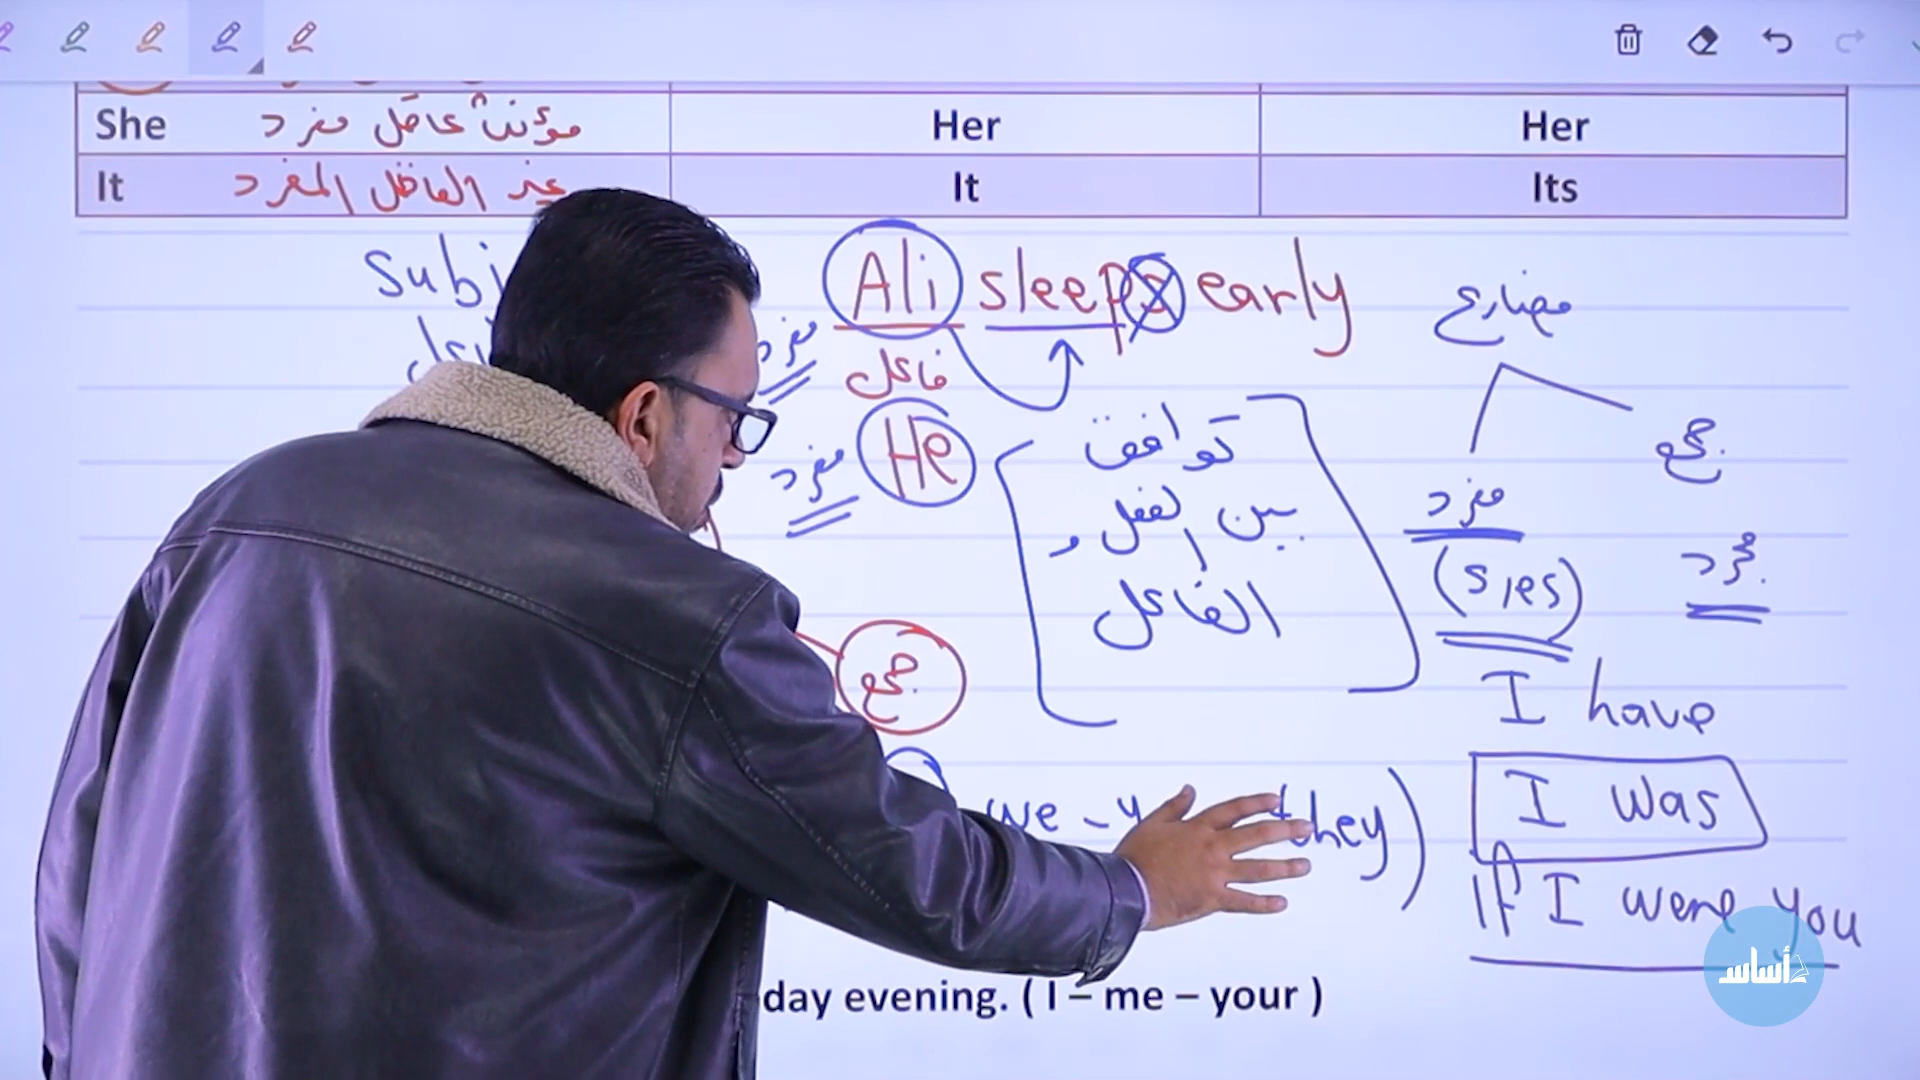 She مؤنث عاقل مفرد Her Her
It غير العاقل المفرد It Its
Subj Ali sleeps early مضارع
مفرد فاعل
جمع
He مفرد
توافق
بين الفعل و
الفاعل
مفرد
(s, es)
مجرد
جمع
I have
I was
we - y they)
If I were you
day evening. ( I – me – your )
أساس